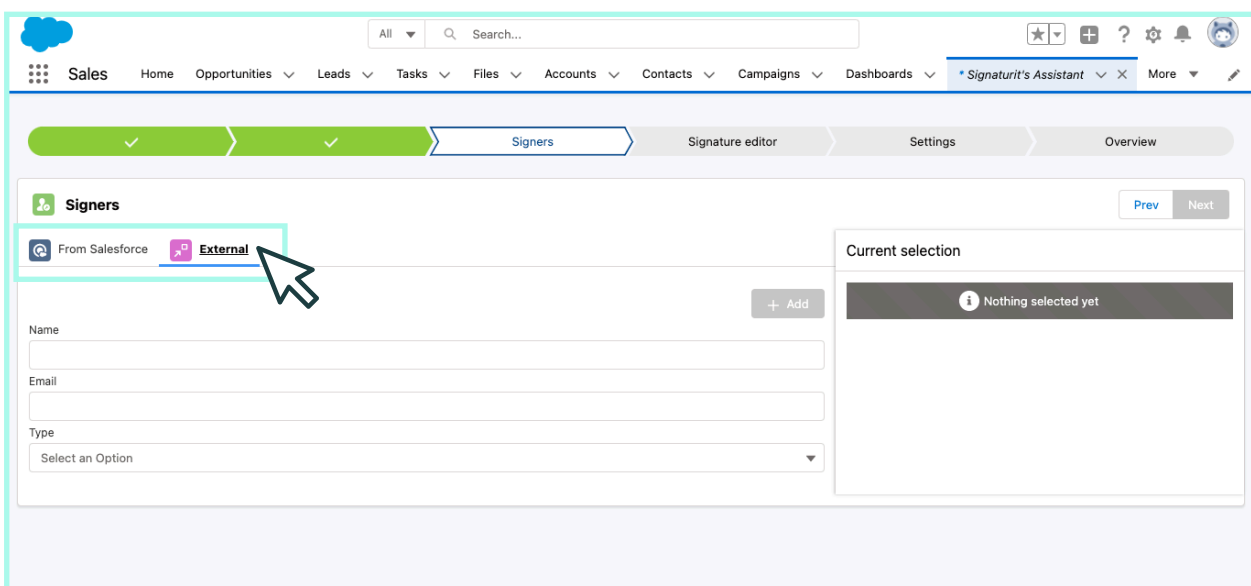 All
Search...
Sales Home Opportunities Leads Tasks Files Accounts Contacts Campaigns Dashboards * Signaturit's Assistant More
Signers Signature editor Settings Overview
Signers
Prev Next
From Salesforce External
Current selection
+ Add
Nothing selected yet
Name
Email
Type
Select an Option